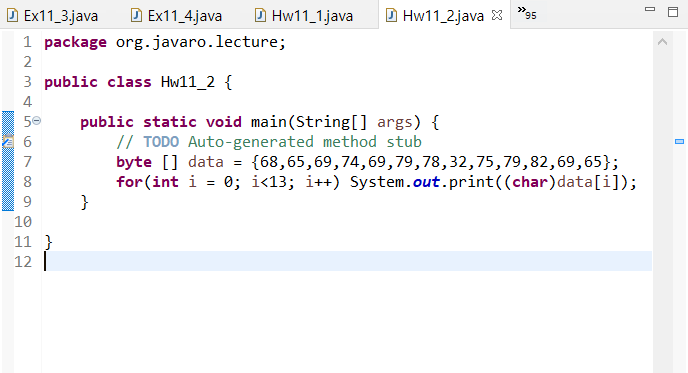 Ex11_3.java Ex11_4.java Hw11_1.java Hw11_2.java »95
1 package org.javaro.lecture;
2
3 public class Hw11_2 {
4
5 public static void main(String[] args) {
6 // TODO Auto-generated method stub
7 byte [] data = {68,65,69,74,69,79,78,32,75,79,82,69,65};
8 for(int i = 0; i<13; i++) System.out.print((char)data[i]);
9 }
10
11 }
12